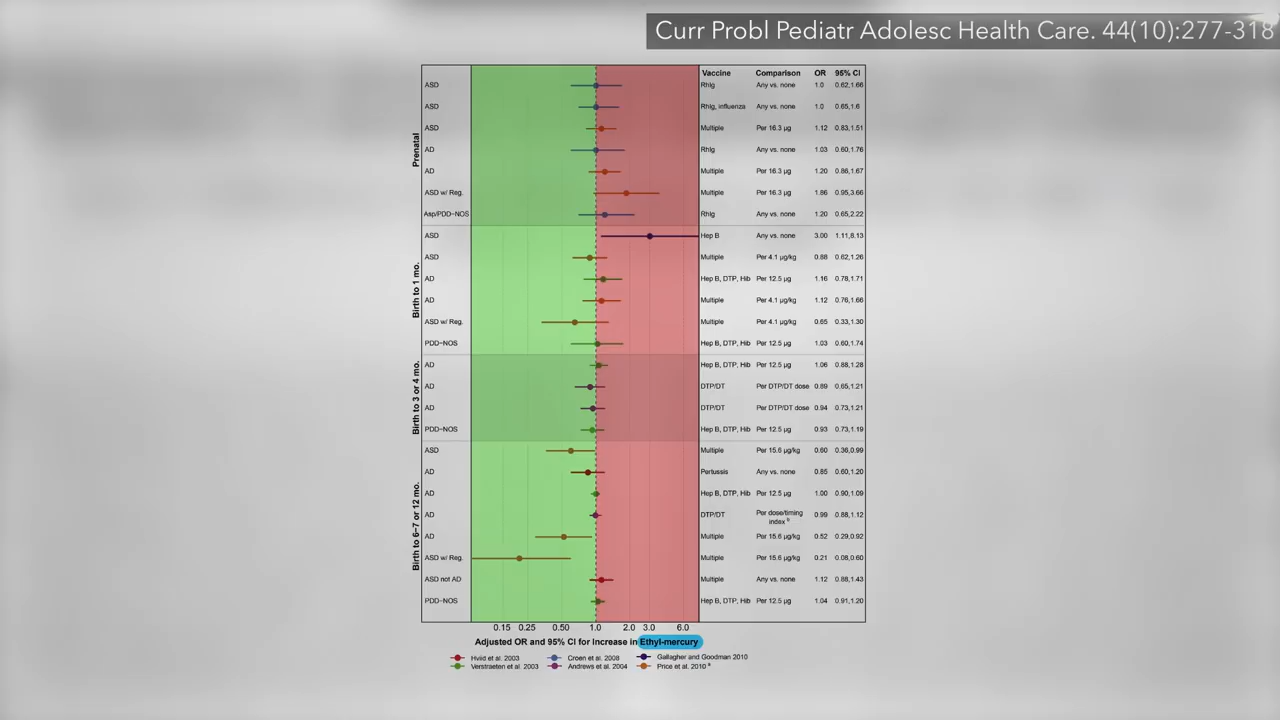 Curr Probl Pediatr Adolesc Health Care. 44(10):277-318
Vaccine Comparison OR 95% CI
Prenatal
ASD RhIg Any vs. none 1.0 0.62,1.66
ASD RhIg, influenza Any vs. none 1.0 0.65,1.6
ASD Multiple Per 16.3 µg 1.12 0.83,1.51
AD RhIg Any vs. none 1.03 0.60,1.76
AD Multiple Per 16.3 µg 1.20 0.86,1.67
ASD w/ Reg. Multiple Per 16.3 µg 1.86 0.95,3.66
Asp/PDD-NOS RhIg Any vs. none 1.20 0.65,2.22
Birth to 1 mo.
ASD Hep B Any vs. none 3.00 1.11,8.13
ASD Multiple Per 4.1 µg/kg 0.88 0.62,1.26
AD Hep B, DTP, Hib Per 12.5 µg 1.16 0.78,1.71
AD Multiple Per 4.1 µg/kg 1.12 0.76,1.66
ASD w/ Reg. Multiple Per 4.1 µg/kg 0.65 0.33,1.30
PDD-NOS Hep B, DTP, Hib Per 12.5 µg 1.03 0.60,1.74
Birth to 3 or 4 mo.
AD Hep B, DTP, Hib Per 12.5 µg 1.06 0.88,1.28
AD DTP/DT Per DTP/DT dose 0.89 0.65,1.21
AD DTP/DT Per DTP/DT dose 0.94 0.73,1.21
PDD-NOS Hep B, DTP, Hib Per 12.5 µg 0.93 0.73,1.19
Birth to 6-7 or 12 mo.
ASD Multiple Per 15.6 µg/kg 0.60 0.36,0.99
AD Pertussis Any vs. none 0.85 0.60,1.20
AD Hep B, DTP, Hib Per 12.5 µg 1.00 0.90,1.09
AD DTP/DT Per dose/timing index b 0.99 0.88,1.12
AD Multiple Per 15.6 µg/kg 0.52 0.29,0.92
ASD w/ Reg. Multiple Per 15.6 µg/kg 0.21 0.08,0.60
ASD not AD Multiple Any vs. none 1.12 0.88,1.43
PDD-NOS Hep B, DTP, Hib Per 12.5 µg 1.04 0.91,1.20
0.15 0.25 0.50 1.0 2.0 3.0 6.0
Adjusted OR and 95% CI for Increase in Ethyl-mercury
Hviid et al. 2003 Croen et al. 2008 Gallagher and Goodman 2010
Verstraeten et al. 2003 Andrews et al. 2004 Price et al. 2010 a